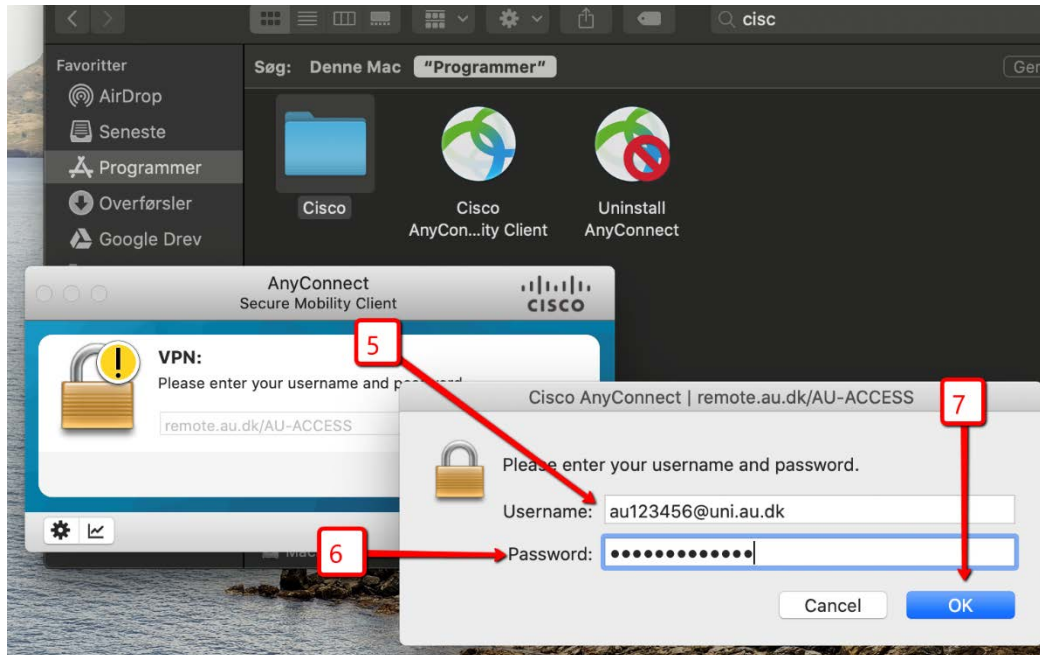 cisc
Favoritter
Søg: Denne Mac "Programmer"
AirDrop
Seneste
Programmer
Overførsler
Google Drev
Cisco
Cisco
AnyCon...ity Client
Uninstall
AnyConnect
AnyConnect
Secure Mobility Client
CISCO
VPN:
Please enter your username and
remote.au.dk/AU-ACCESS
5
6
7
Cisco AnyConnect | remote.au.dk/AU-ACCESS
Please enter your username and password.
Username: au123456@uni.au.dk
Password: •••••••••••••
Cancel
OK